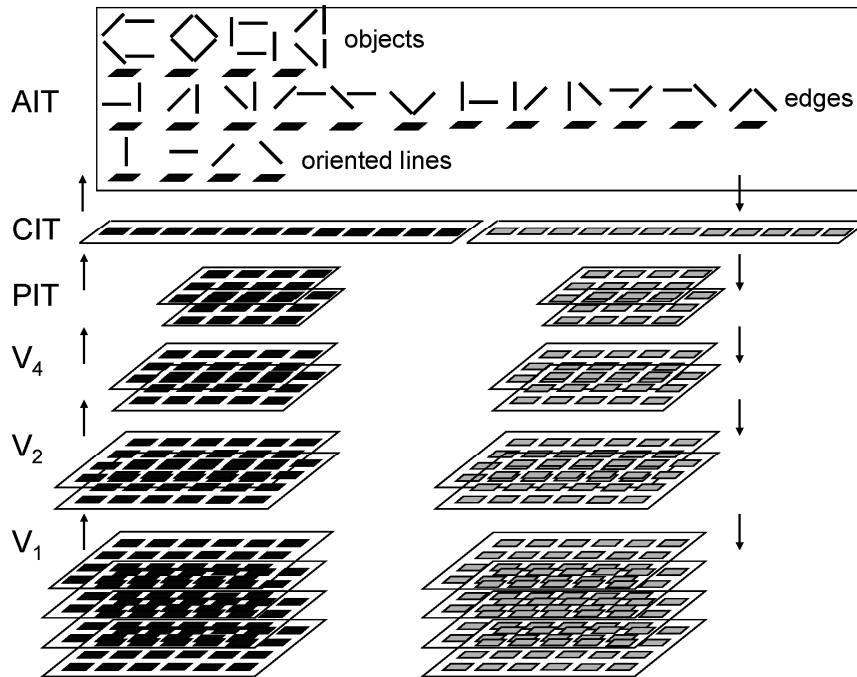 objects
AIT
edges
oriented lines
CIT
PIT
V4
V2
V1